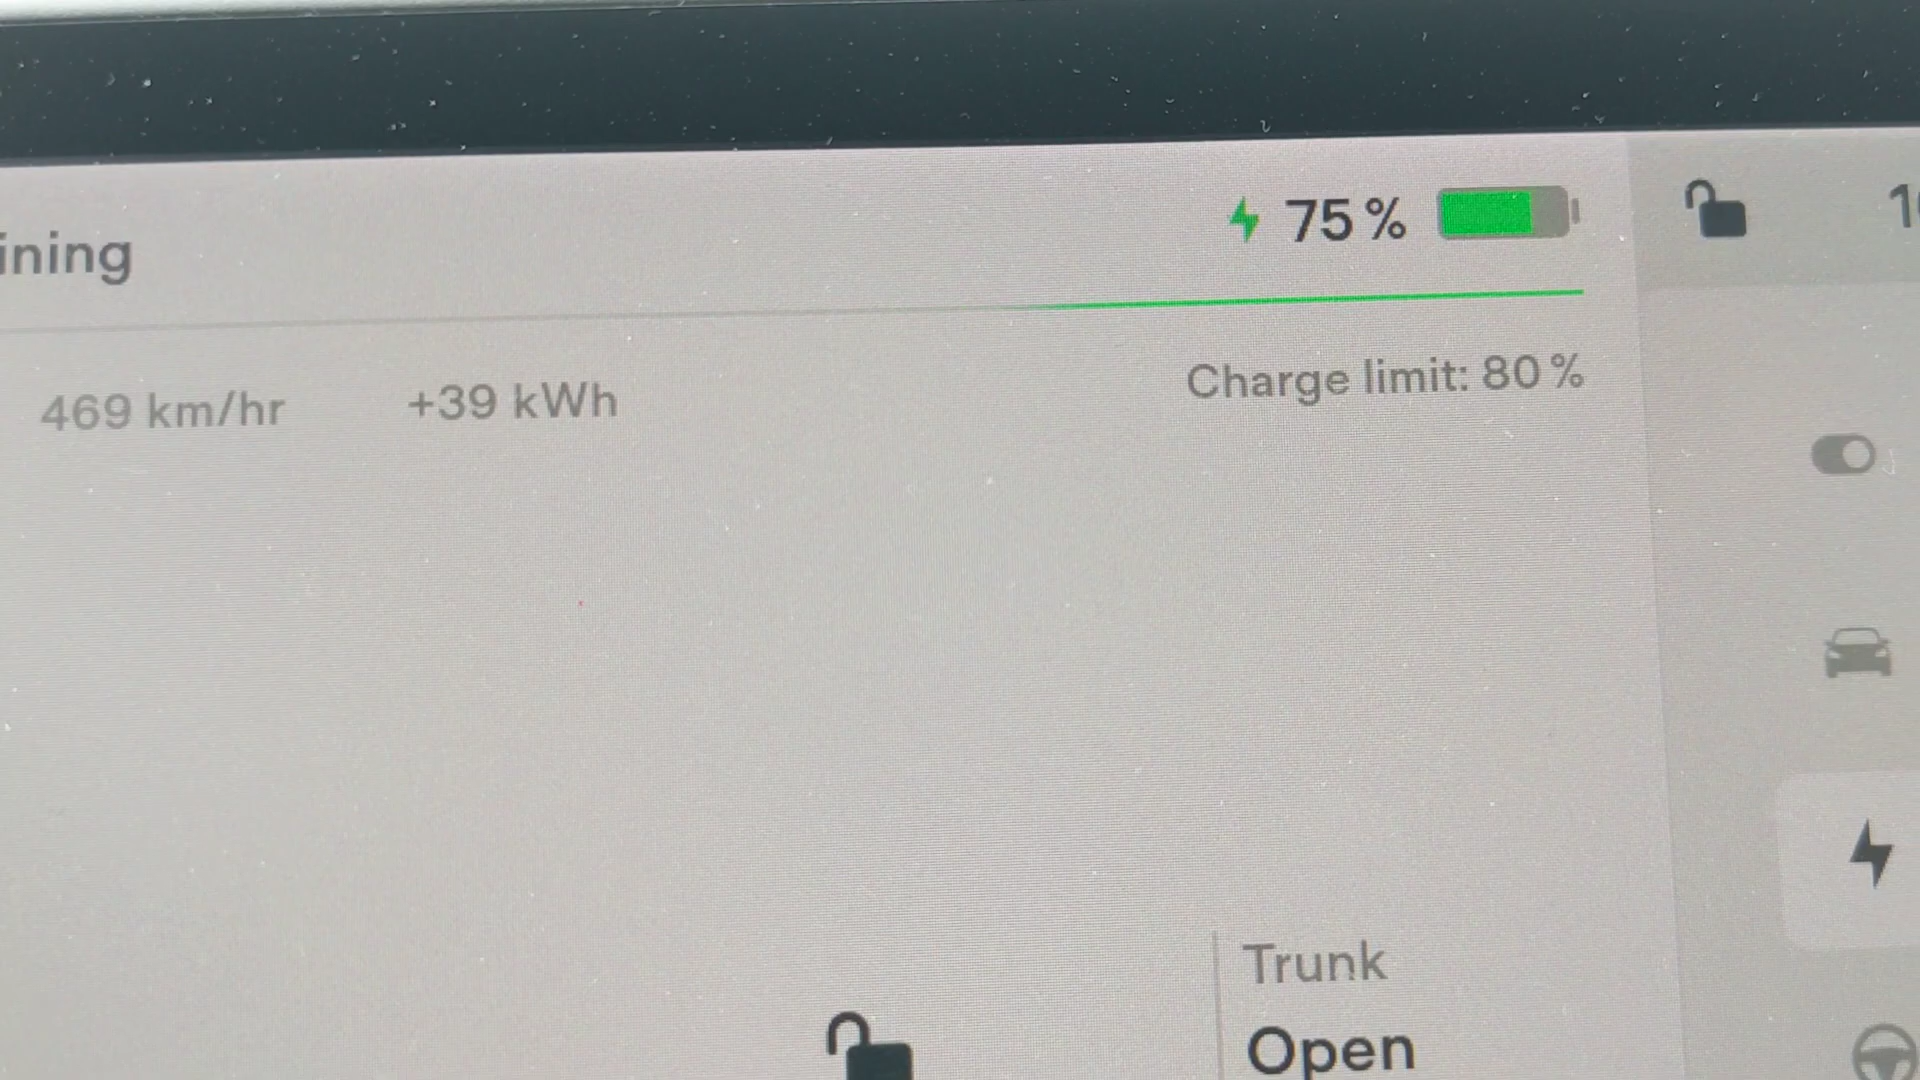 ining
75 %
469 km/hr
+39 kWh
Charge limit: 80 %
Trunk
Open